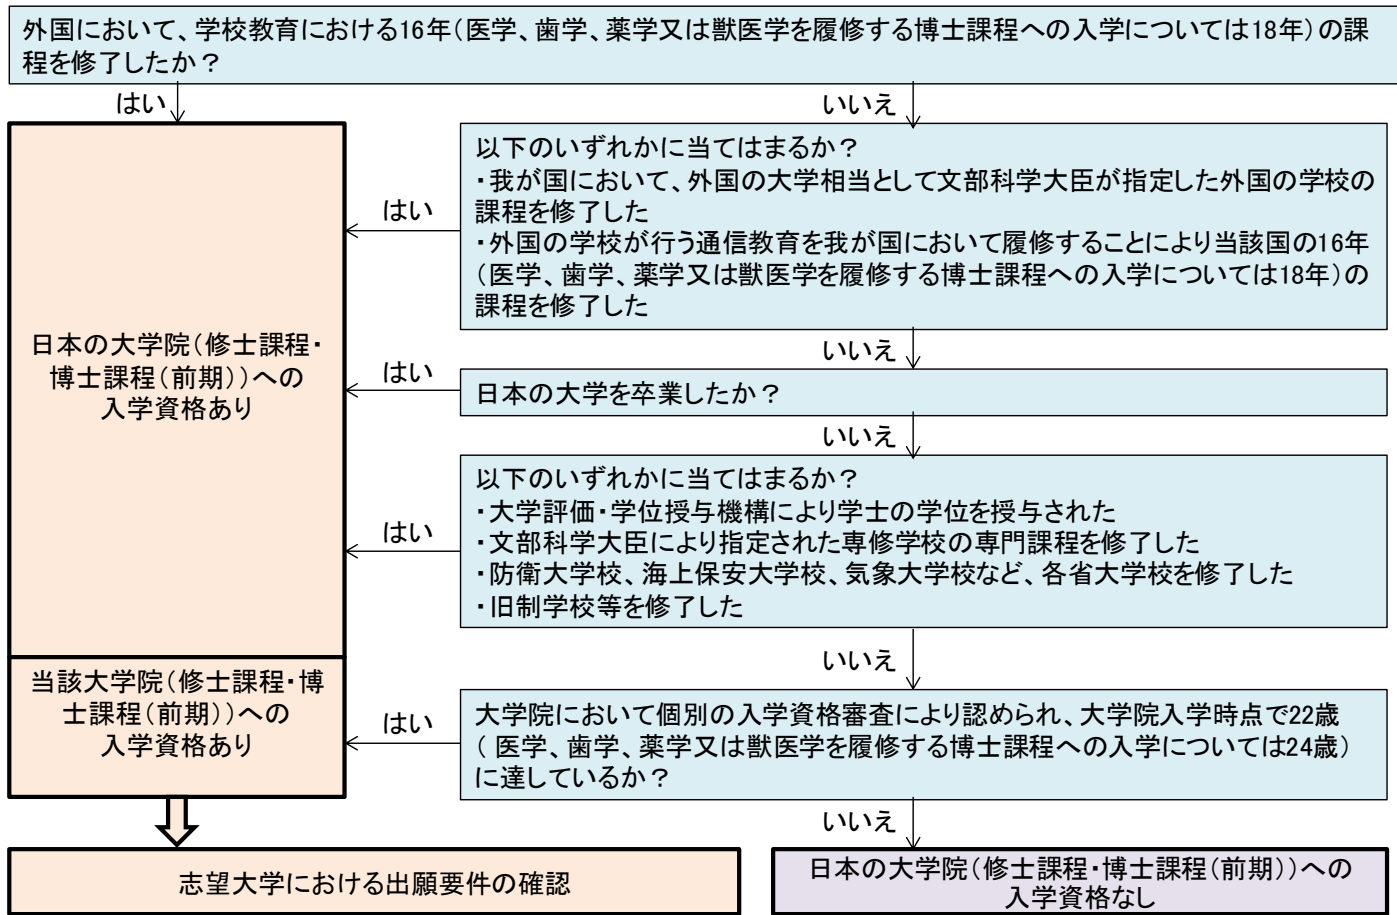 外国において、学校教育における16年（医学、歯学、薬学又は獣医学を履修する博士課程への入学については18年）の課
程を修了したか？
はい
いいえ
以下のいずれかに当てはまるか？
・我が国において、外国の大学相当として文部科学大臣が指定した外国の学校の
課程を修了した
・外国の学校が行う通信教育を我が国において履修することにより当該国の16年
（医学、歯学、薬学又は獣医学を履修する博士課程への入学については18年）の
課程を修了した
はい
いいえ
日本の大学院（修士課程・
博士課程（前期））への
入学資格あり
はい
日本の大学を卒業したか？
いいえ
以下のいずれかに当てはまるか？
・大学評価・学位授与機構により学士の学位を授与された
・文部科学大臣により指定された専修学校の専門課程を修了した
・防衛大学校、海上保安大学校、気象大学校など、各省大学校を修了した
・旧制学校等を修了した
はい
いいえ
当該大学院（修士課程・博
士課程（前期））への
入学資格あり
はい
大学院において個別の入学資格審査により認められ、大学院入学時点で22歳
（ 医学、歯学、薬学又は獣医学を履修する博士課程への入学については24歳）
に達しているか？
いいえ
志望大学における出願要件の確認
日本の大学院（修士課程・博士課程（前期））への
入学資格なし